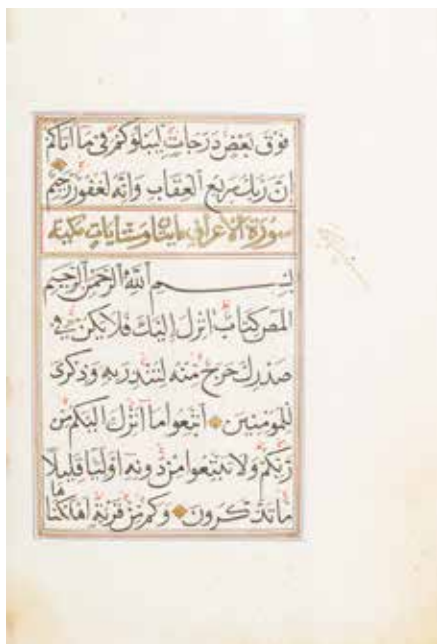 فوق بعض درجات ليبلوكم في ما اتاكم
ان ربك سريع العقاب وانه لغفور رحيم
سورة الاعراف مايتان وست ايات مكية
بسم الله الرحمن الرحيم
المص كتاب انزل اليك فلا يكن في
صدرك حرج منه لتنذر به وذكرى
للمومنين اتبعوا ما انزل اليكم من
ربكم ولا تتبعوا من دونه اوليا قليلا
ما تذكرون وكم من قرية اهلكناها